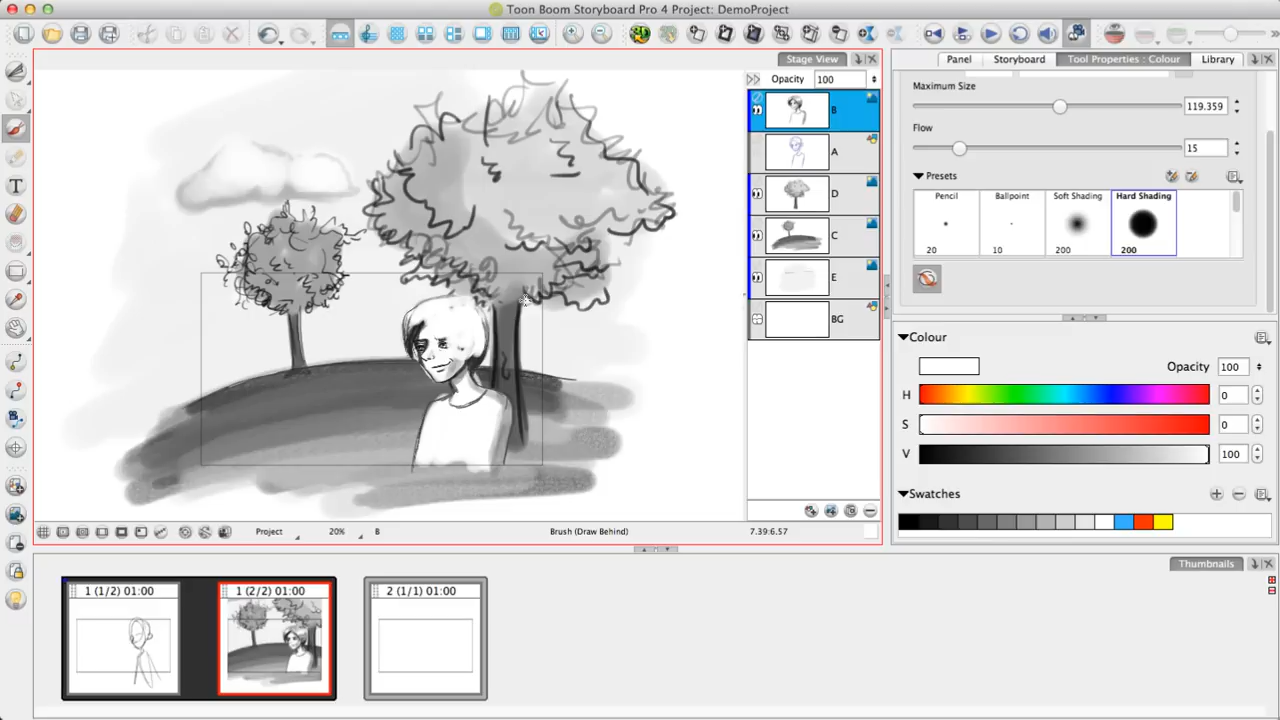 Toon Boom Storyboard Pro 4 Project: DemoProject
Stage View
Panel
Storyboard
Tool Properties : Colour
Library
Opacity 100
B
A
D
C
E
BG
Maximum Size
119.359
Flow
15
Presets
Pencil
Ballpoint
Soft Shading
Hard Shading
20
10
200
200
Colour
Opacity 100
H 0
S 0
V 100
Swatches
Project
20%
B
Brush (Draw Behind)
7.39:6.57
Thumbnails
1 (1/2) 01:00
1 (2/2) 01:00
2 (1/1) 01:00